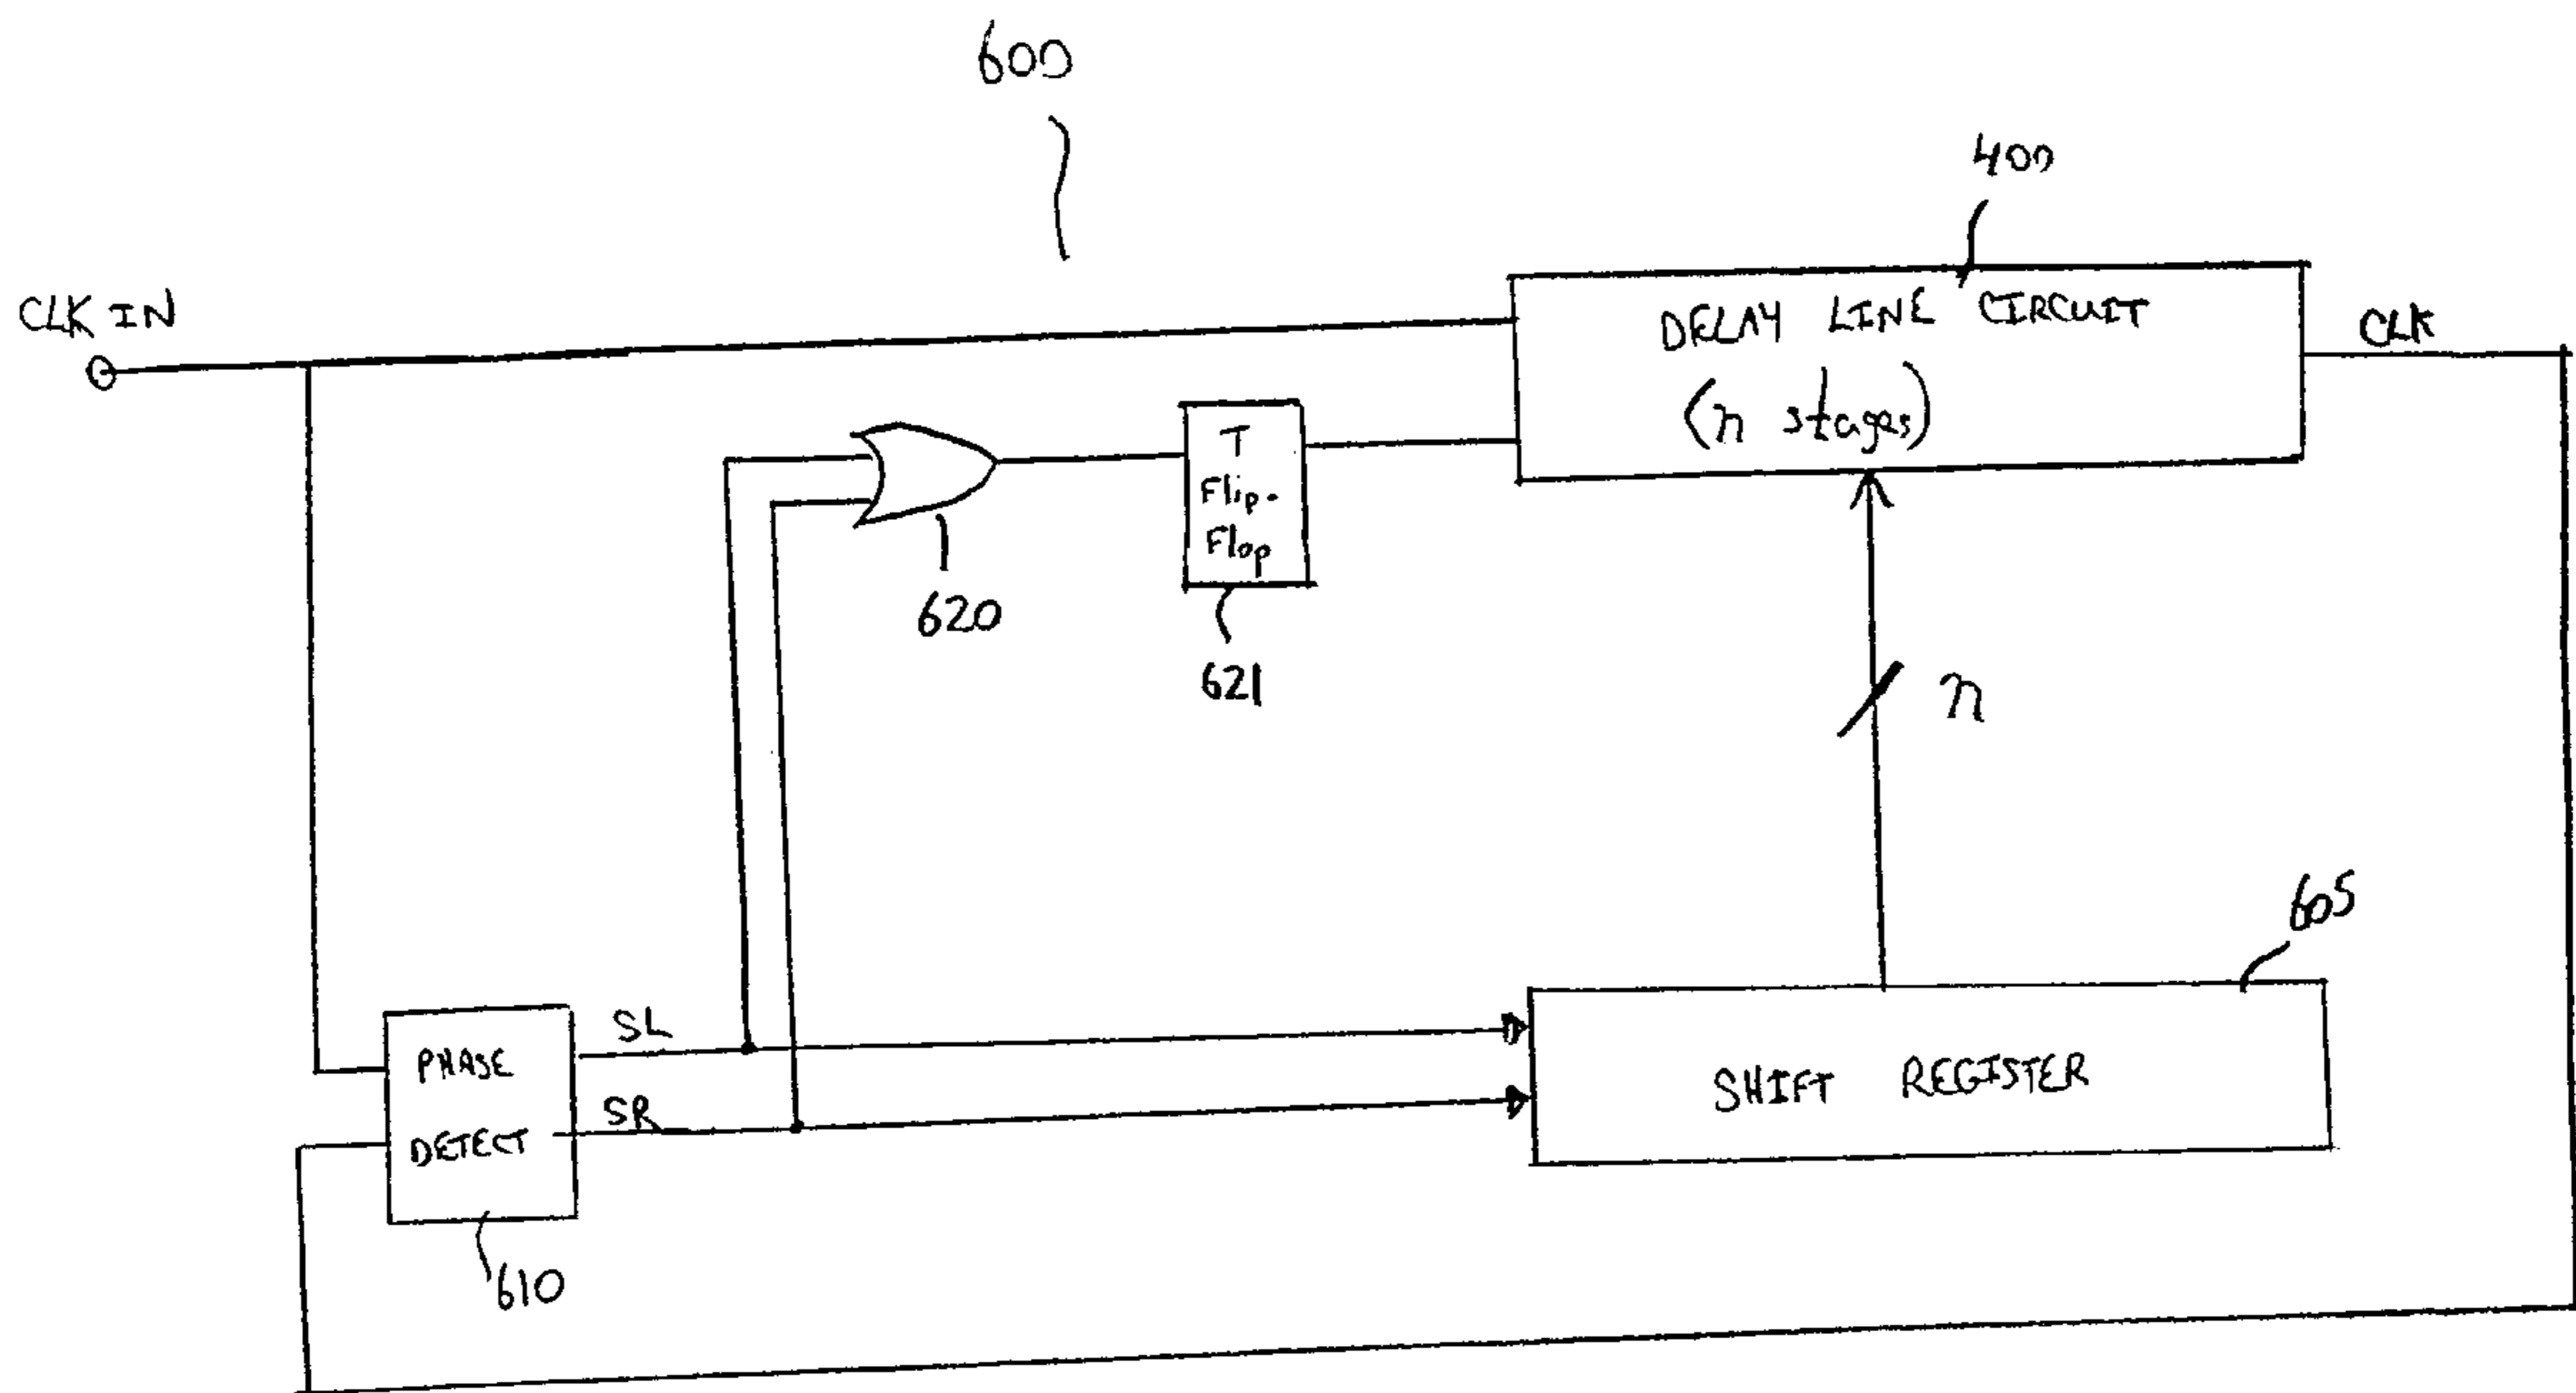 600
400
CLK IN
DELAY LINE CIRCUIT
(n stages)
CLK
T
Flip-
Flop
620
621
n
605
SL
PHASE
SHIFT REGISTER
SR
DETECT
610